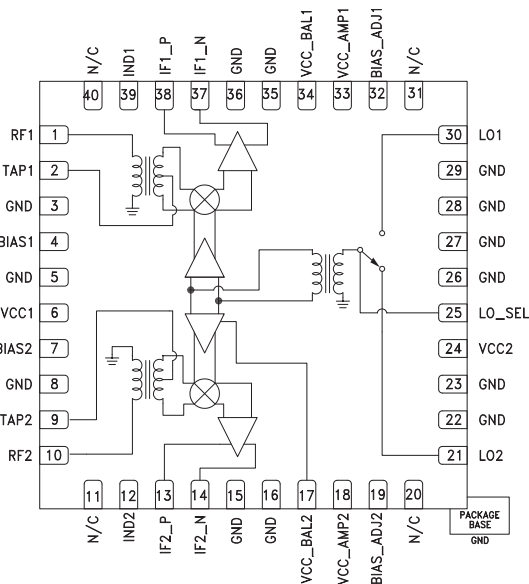 N/C
IND1
IF1_P
IF1_N
GND
GND
VCC_BAL1
VCC_AMP1
BIAS_ADJ1
N/C
40
39
38
37
36
35
34
33
32
31
RF1 1
TAP1 2
GND 3
BIAS1 4
GND 5
VCC1 6
BIAS2 7
GND 8
TAP2 9
RF2 10
30 LO1
29 GND
28 GND
27 GND
26 GND
25 LO_SEL
24 VCC2
23 GND
22 GND
21 LO2
11
12
13
14
15
16
17
18
19
20
N/C
IND2
IF2_P
IF2_N
GND
GND
VCC_BAL2
VCC_AMP2
BIAS_ADJ2
N/C
PACKAGE
BASE
GND